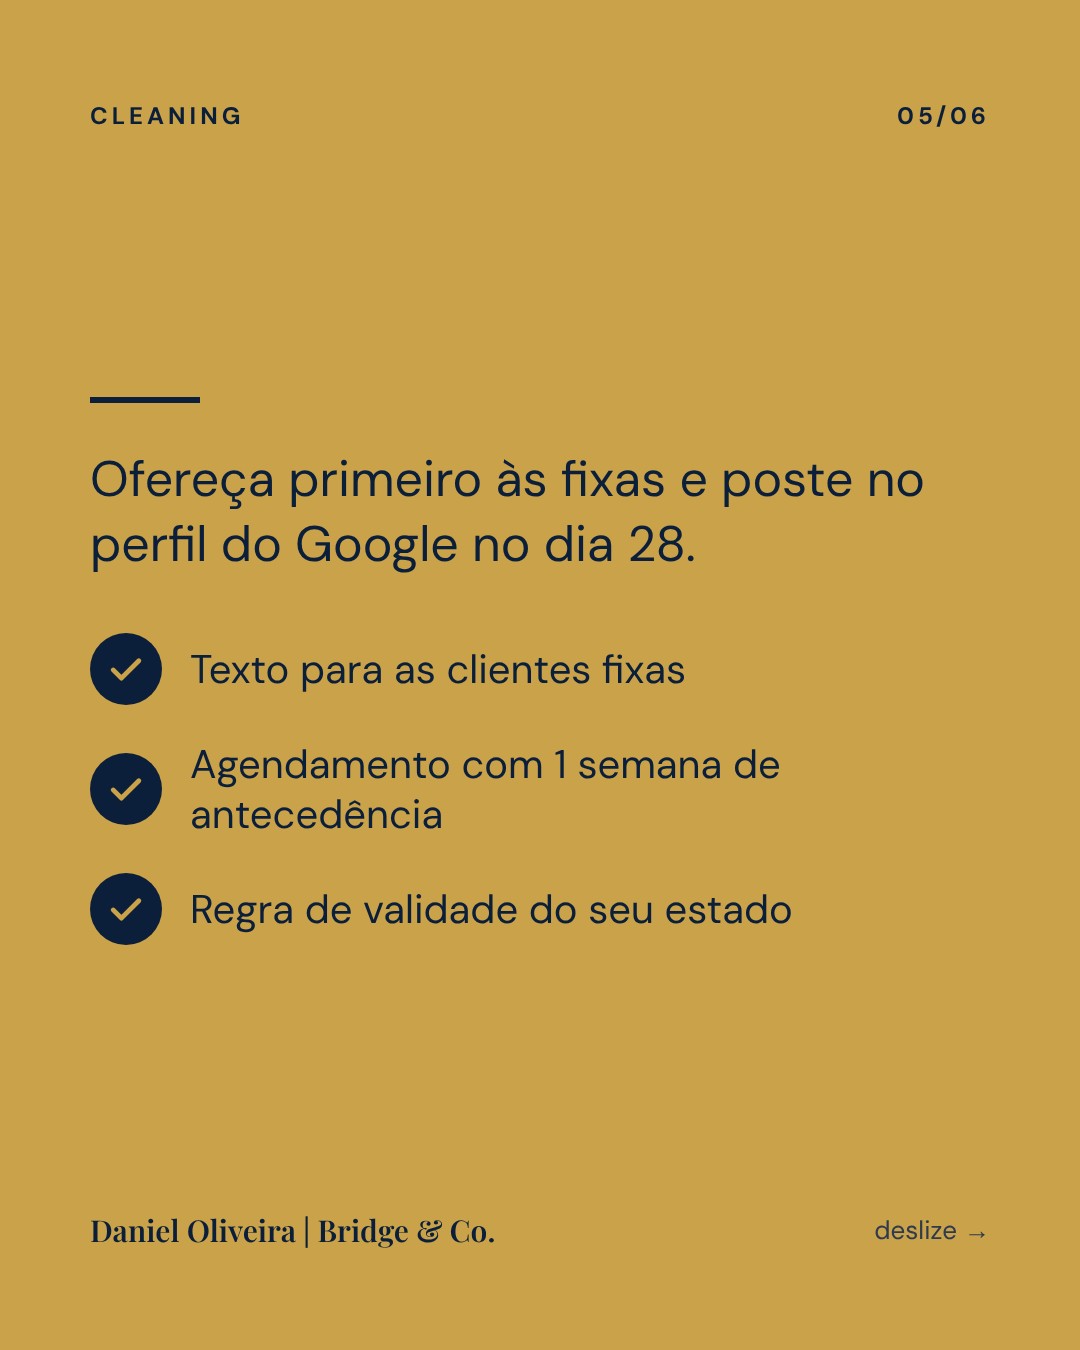 CLEANING
05/06
Ofereça primeiro às fixas e poste no
perfil do Google no dia 28.
Texto para as clientes fixas
Agendamento com 1 semana de
antecedência
Regra de validade do seu estado
Daniel Oliveira | Bridge & Co.
deslize →